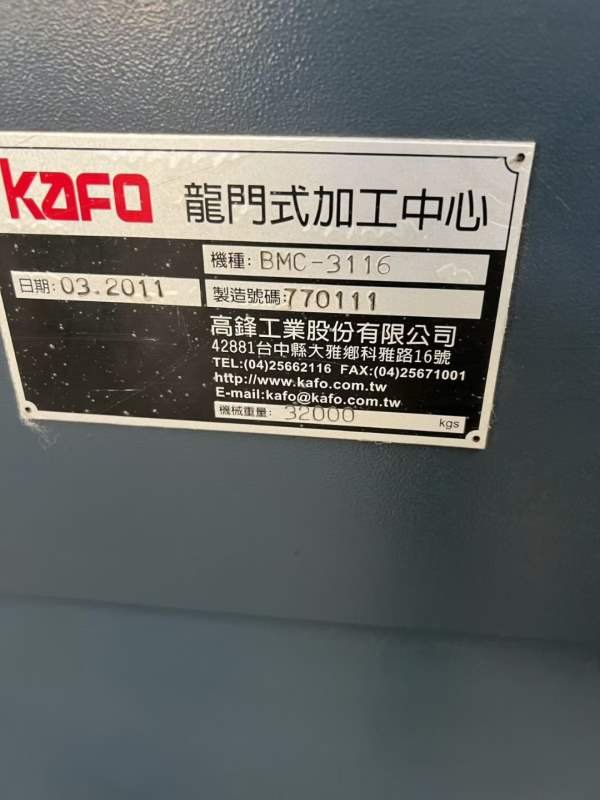 KAFO 龍門式加工中心
機種: BMC-3116
日期: 03.2011
製造號碼: 770111
高鋒工業股份有限公司
42881台中縣大雅鄉科雅路16號
TEL:(04)25662116 FAX:(04)25671001
http://www.kafo.com.tw
E-mail:kafo@kafo.com.tw
機械重量: 32000 kgs